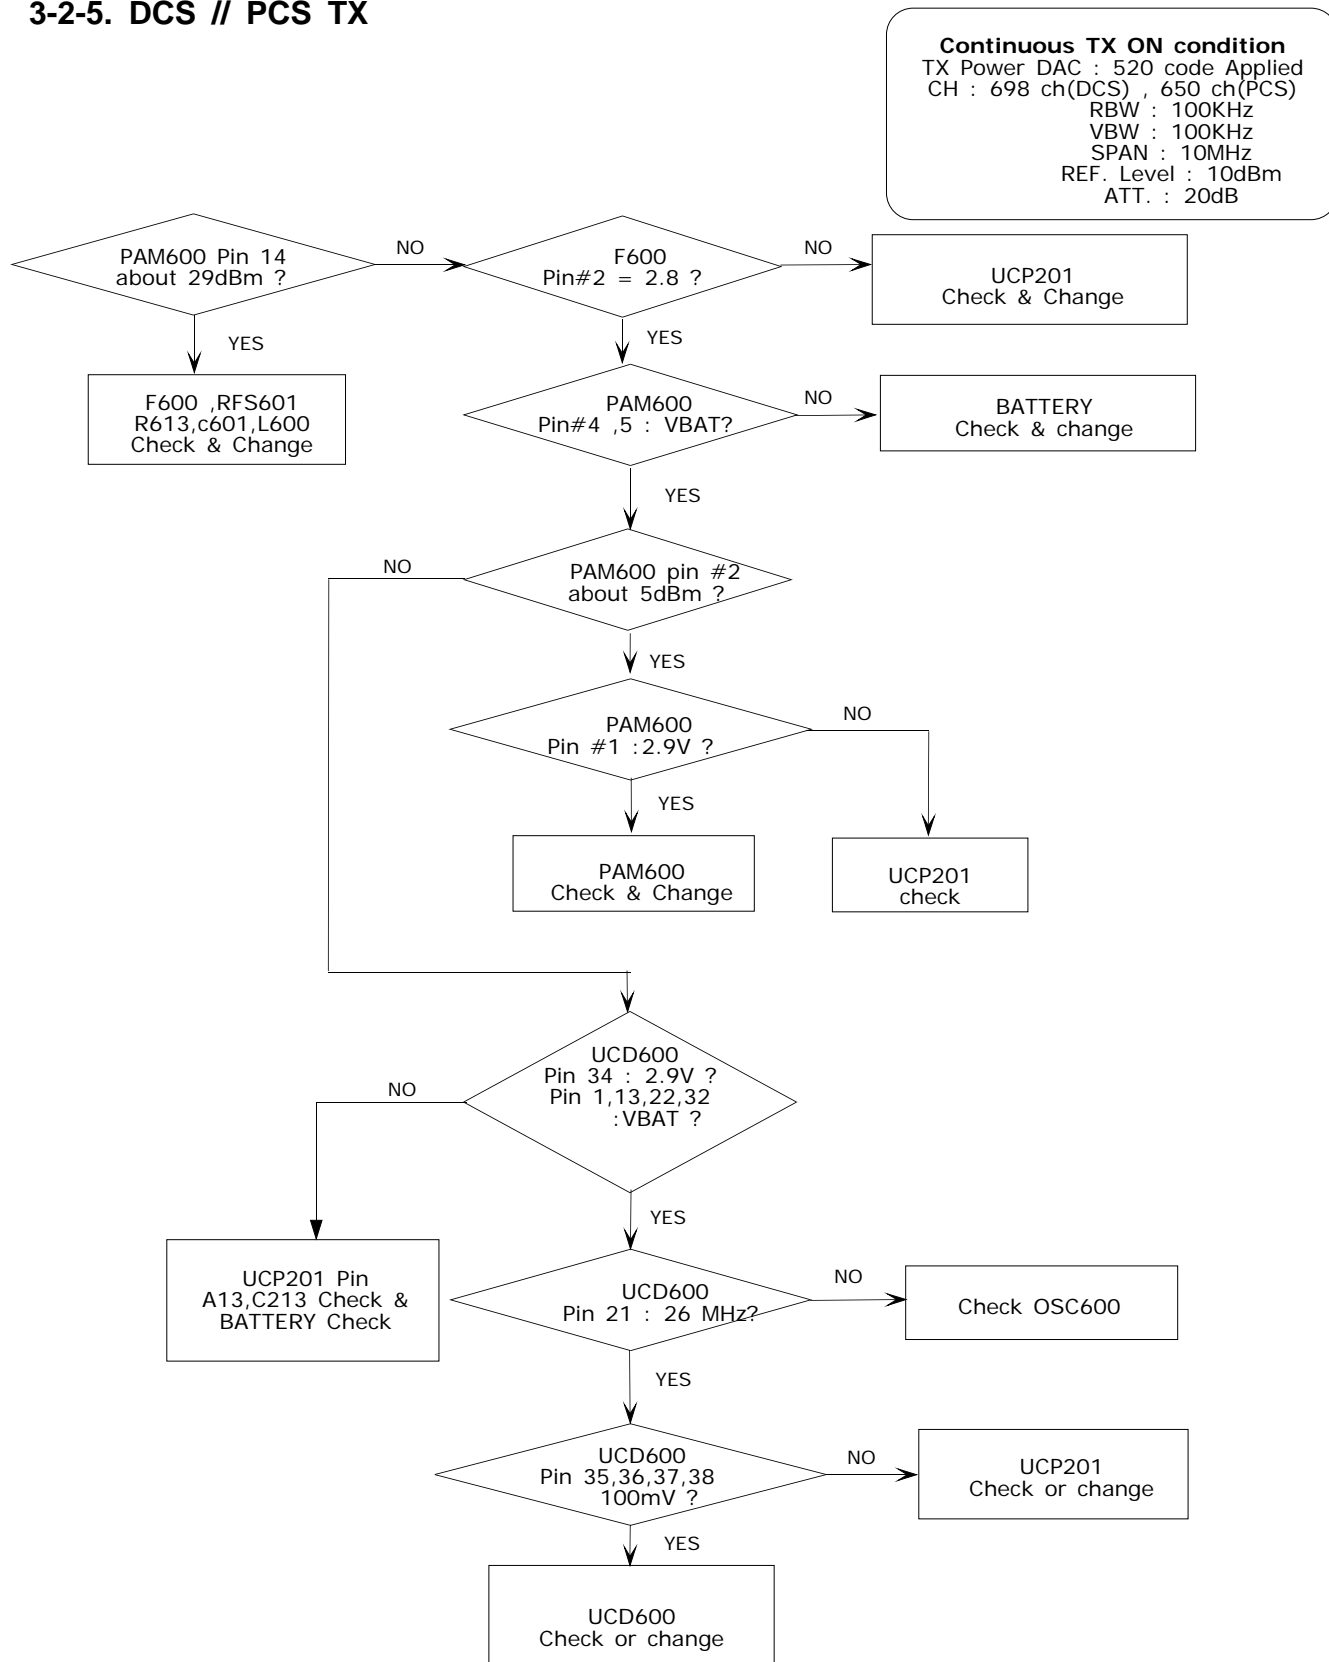 3-2-5. DCS // PCS TX
Continuous TX ON condition
TX Power DAC : 520 code Applied
CH : 698 ch(DCS) , 650 ch(PCS)
RBW : 100KHz
VBW : 100KHz
SPAN : 10MHz
REF. Level : 10dBm
ATT. : 20dB
PAM600 Pin 14
about 29dBm ?
NO
F600
Pin#2 = 2.8 ?
NO
UCP201
Check & Change
YES
YES
F600 ,RFS601
R613,c601,L600
Check & Change
PAM600
Pin#4 ,5 : VBAT?
NO
BATTERY
Check & change
YES
NO
PAM600 pin #2
about 5dBm ?
YES
PAM600
Pin #1 :2.9V ?
NO
YES
PAM600
Check & Change
UCP201
check
UCD600
Pin 34 : 2.9V ?
Pin 1,13,22,32
:VBAT ?
NO
YES
UCP201 Pin
A13,C213 Check &
BATTERY Check
UCD600
Pin 21 : 26 MHz?
NO
Check OSC600
YES
UCD600
Pin 35,36,37,38
100mV ?
NO
UCP201
Check or change
YES
UCD600
Check or change